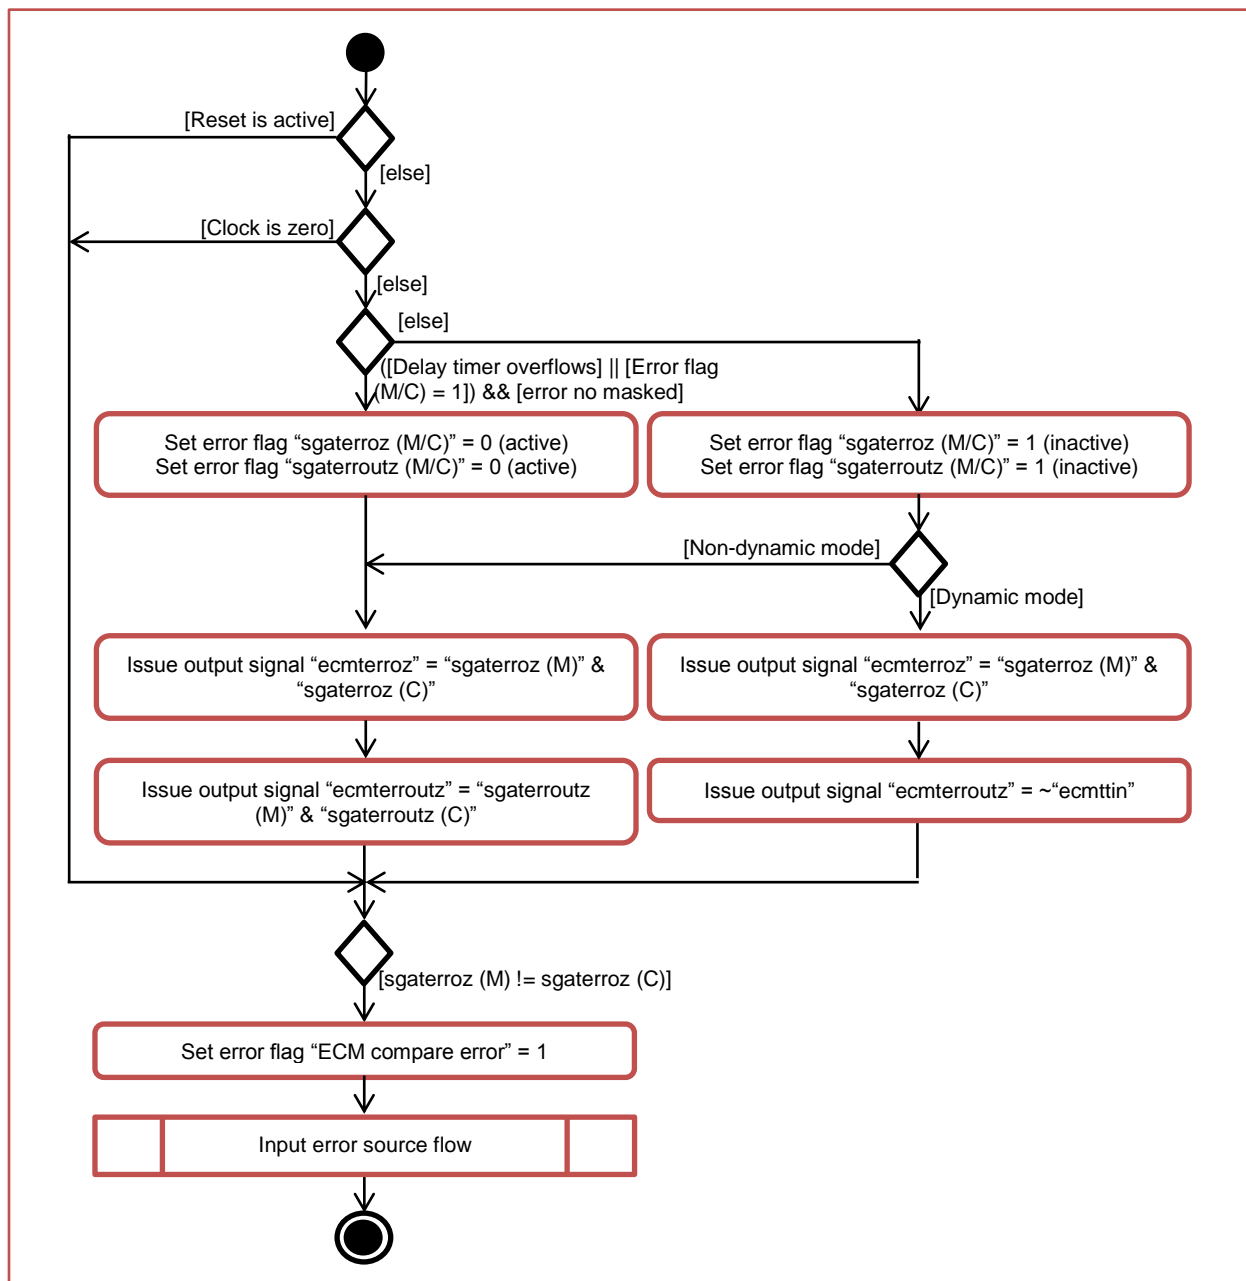 [Reset is active]
[else]
[Clock is zero]
[else]
[else]
([Delay timer overflows] || [Error flag
(M/C) = 1]) && [error no masked]
Set error flag “sgaterroz (M/C)” = 0 (active)
Set error flag “sgaterroutz (M/C)” = 0 (active)
Set error flag “sgaterroz (M/C)” = 1 (inactive)
Set error flag “sgaterroutz (M/C)” = 1 (inactive)
[Non-dynamic mode]
[Dynamic mode]
Issue output signal “ecmterroz” = “sgaterroz (M)” &
“sgaterroz (C)”
Issue output signal “ecmterroz” = “sgaterroz (M)” &
“sgaterroz (C)”
Issue output signal “ecmterroutz” = “sgaterroutz
(M)” & “sgaterroutz (C)”
Issue output signal “ecmterroutz” = ~“ecmttin”
[sgaterroz (M) != sgaterroz (C)]
Set error flag “ECM compare error” = 1
Input error source flow